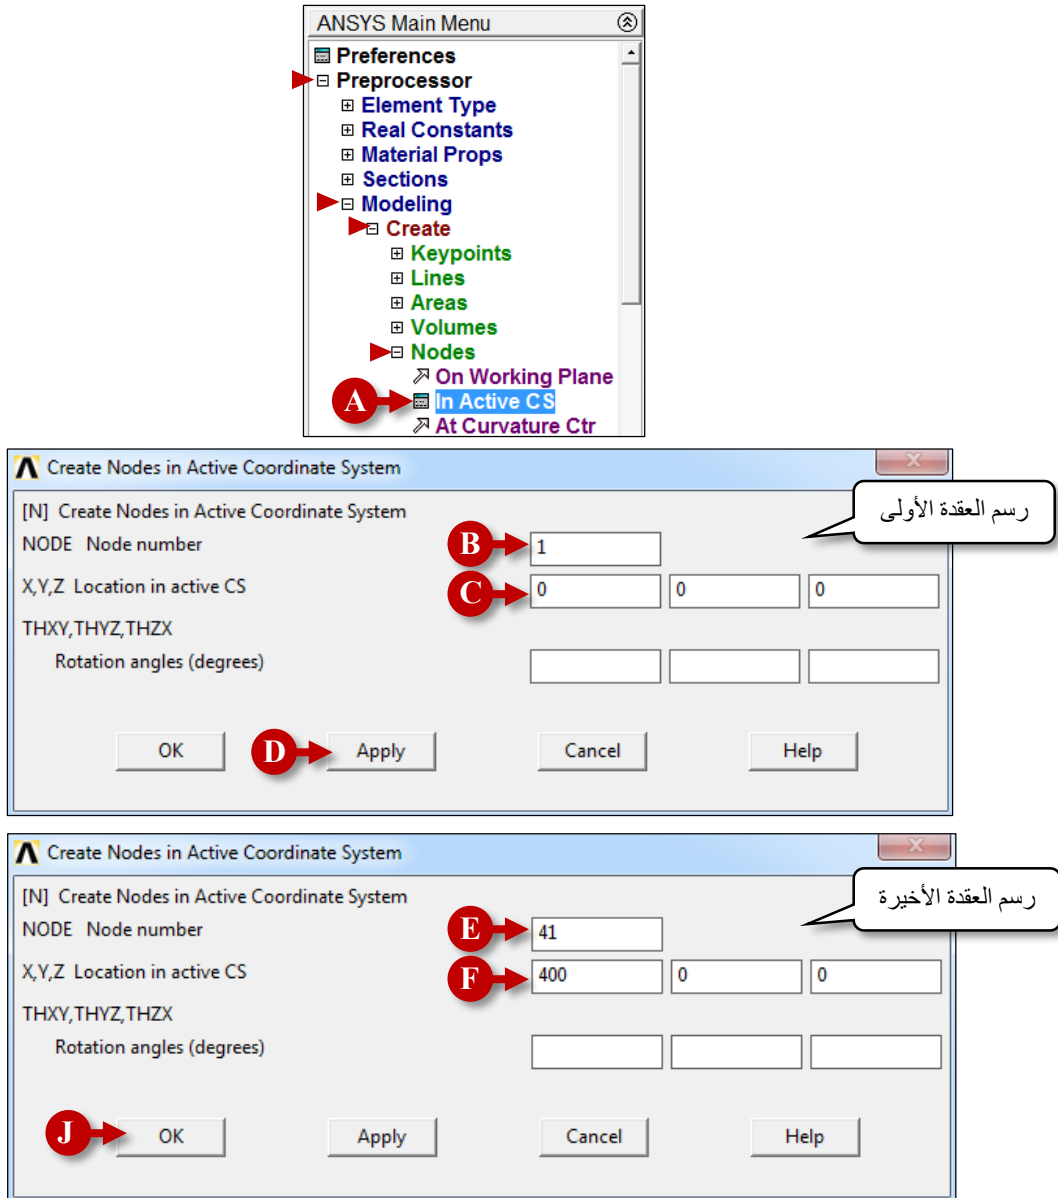 ANSYS Main Menu
Preferences
Preprocessor
Element Type
Real Constants
Material Props
Sections
Modeling
Create
Keypoints
Lines
Areas
Volumes
Nodes
On Working Plane
A In Active CS
At Curvature Ctr
Create Nodes in Active Coordinate System
[N] Create Nodes in Active Coordinate System
رسم العقدة الأولى
NODE Node number B 1
X,Y,Z Location in active CS C 0 0 0
THXY,THYZ,THZX
Rotation angles (degrees)
OK D Apply Cancel Help
Create Nodes in Active Coordinate System
[N] Create Nodes in Active Coordinate System
رسم العقدة الأخيرة
NODE Node number E 41
X,Y,Z Location in active CS F 400 0 0
THXY,THYZ,THZX
Rotation angles (degrees)
J OK Apply Cancel Help